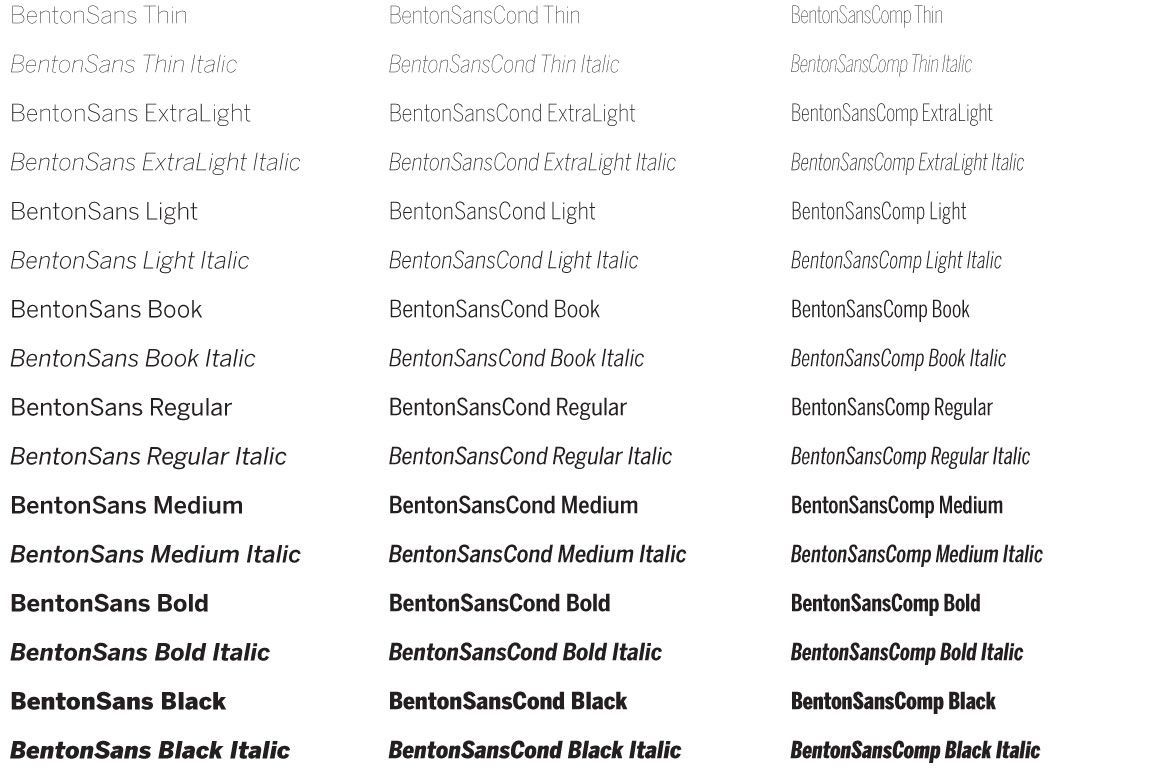 BentonSans Thin
BentonSans Thin Italic
BentonSans ExtraLight
BentonSans ExtraLight Italic
BentonSans Light
BentonSans Light Italic
BentonSans Book
BentonSans Book Italic
BentonSans Regular
BentonSans Regular Italic
BentonSans Medium
BentonSans Medium Italic
BentonSans Bold
BentonSans Bold Italic
BentonSans Black
BentonSans Black Italic
BentonSansCond Thin
BentonSansCond Thin Italic
BentonSansCond ExtraLight
BentonSansCond ExtraLight Italic
BentonSansCond Light
BentonSansCond Light Italic
BentonSansCond Book
BentonSansCond Book Italic
BentonSansCond Regular
BentonSansCond Regular Italic
BentonSansCond Medium
BentonSansCond Medium Italic
BentonSansCond Bold
BentonSansCond Bold Italic
BentonSansCond Black
BentonSansCond Black Italic
BentonSansComp Thin
BentonSansComp Thin Italic
BentonSansComp ExtraLight
BentonSansComp ExtraLight Italic
BentonSansComp Light
BentonSansComp Light Italic
BentonSansComp Book
BentonSansComp Book Italic
BentonSansComp Regular
BentonSansComp Regular Italic
BentonSansComp Medium
BentonSansComp Medium Italic
BentonSansComp Bold
BentonSansComp Bold Italic
BentonSansComp Black
BentonSansComp Black Italic